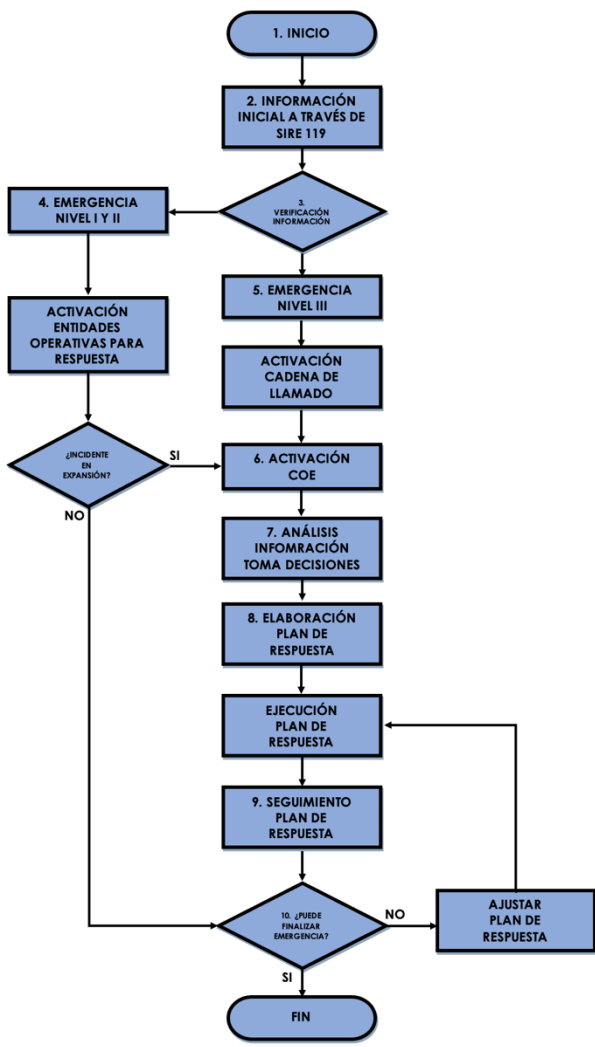 1. INICIO
2. INFORMACIÓN
INICIAL A TRAVÉS DE
SIRE 119
3.
VERIFICACIÓN
INFORMACIÓN
4. EMERGENCIA
NIVEL I Y II
5. EMERGENCIA
NIVEL III
ACTIVACIÓN
ENTIDADES
OPERATIVAS PARA
RESPUESTA
ACTIVACIÓN
CADENA DE
LLAMADO
¿INCIDENTE
EN
EXPANSIÓN?
SI
NO
6. ACTIVACIÓN
COE
7. ANÁLISIS
INFOMRACIÓN
TOMA DECISIONES
8. ELABORACIÓN
PLAN DE
RESPUESTA
EJECUCIÓN
PLAN DE
RESPUESTA
9. SEGUIMIENTO
PLAN DE
RESPUESTA
10. ¿PUEDE
FINALIZAR
EMERGENCIA?
NO
AJUSTAR
PLAN DE
RESPUESTA
SI
FIN